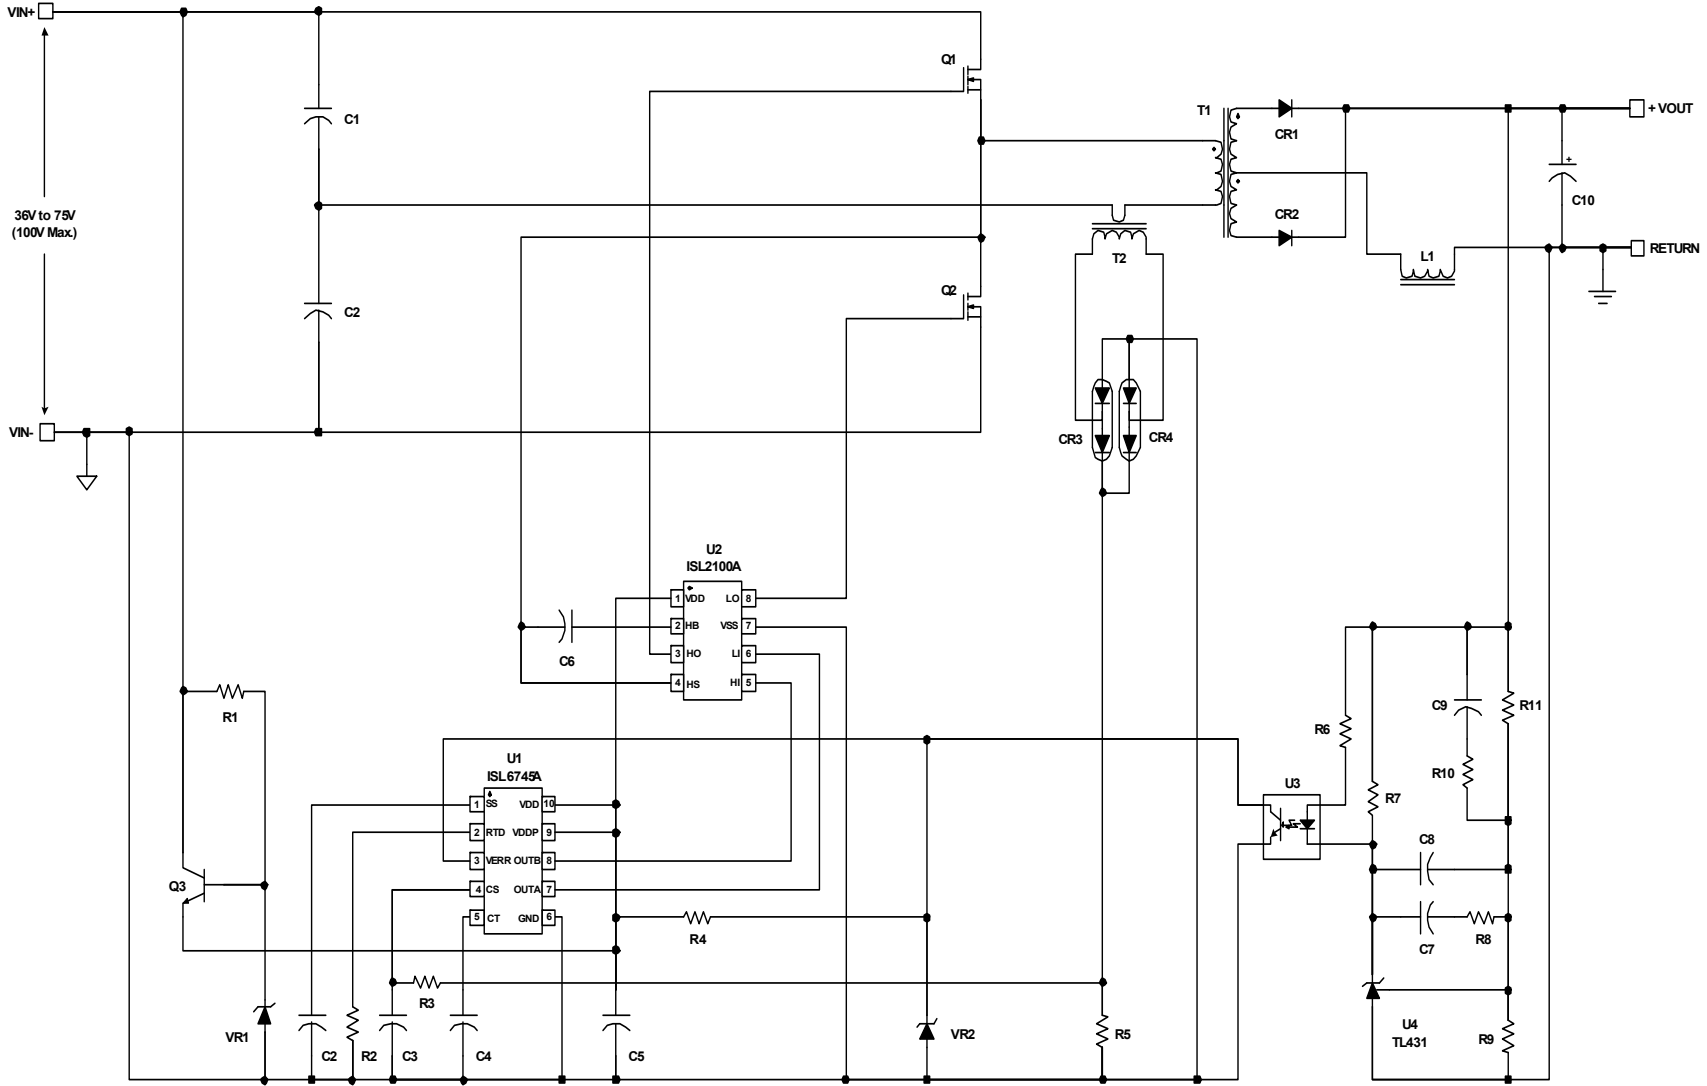 VIN+
Q1
C1
T1
CR1
+ VOUT
C10
36V to 75V
(100V Max.)
CR2
RETURN
T2
L1
C2
Q2
VIN-
CR3
CR4
U2
ISL2100A
1 VDD LO 8
2 HB VSS 7
3 HO LI 6
4 HS HI 5
C6
R1
C9
R11
R6
R10
U1
ISL6745A
1 SS VDD 10
2 RTD VDDP 9
3 VERR OUTB 8
4 CS OUTA 7
5 CT GND 6
U3
R7
C8
Q3
R4
C7
R8
R3
VR1
C2
R2
C3
C4
C5
VR2
R5
U4
TL431
R9
+